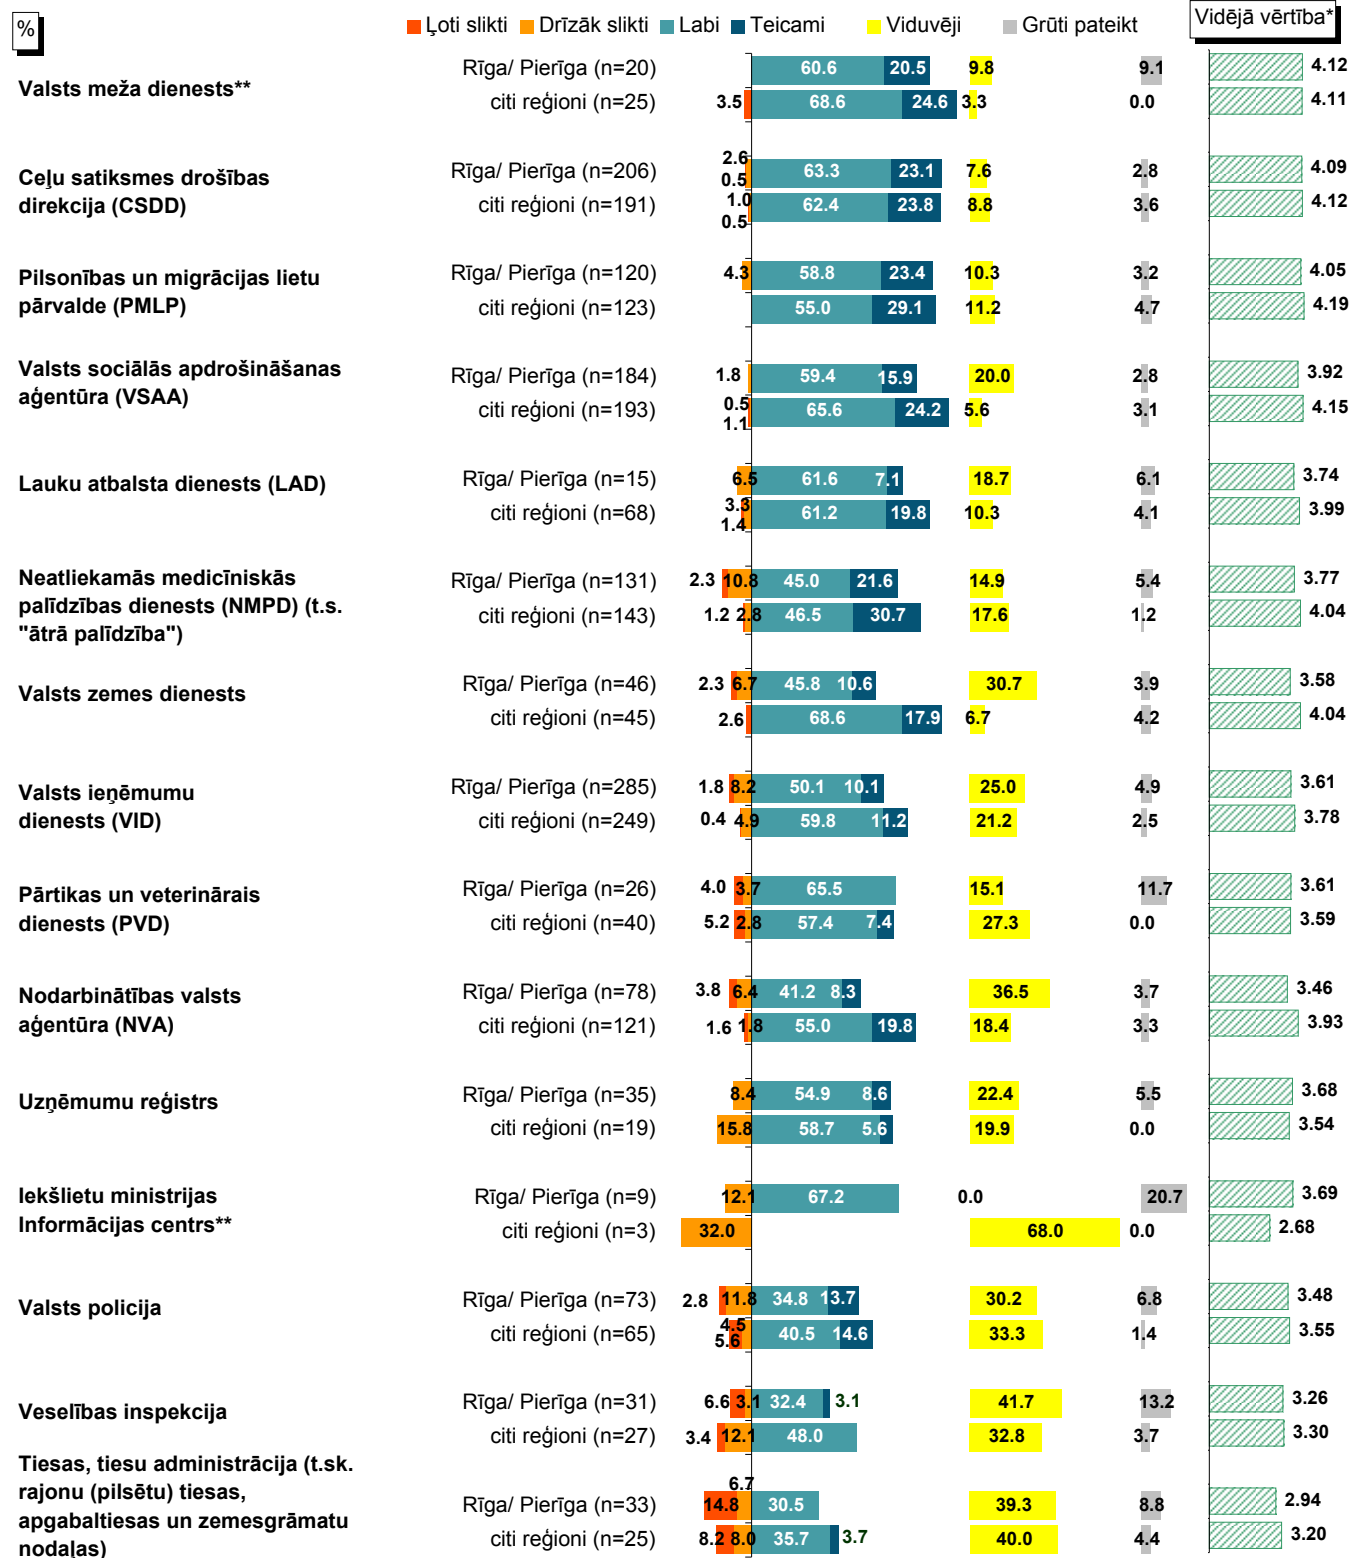 %
Ļoti slikti Drīzāk slikti Labi Teicami Viduvēji Grūti pateikt
Vidējā vērtība*
Valsts meža dienests**
Rīga/ Pierīga (n=20) 60.6 20.5 9.8 9.1 4.12
citi reģioni (n=25) 3.5 68.6 24.6 3.3 0.0 4.11
Ceļu satiksmes drošības
direkcija (CSDD)
Rīga/ Pierīga (n=206) 2.6 0.5 63.3 23.1 7.6 2.8 4.09
citi reģioni (n=191) 1.0 0.5 62.4 23.8 8.8 3.6 4.12
Pilsonības un migrācijas lietu
pārvalde (PMLP)
Rīga/ Pierīga (n=120) 4.3 58.8 23.4 10.3 3.2 4.05
citi reģioni (n=123) 55.0 29.1 11.2 4.7 4.19
Valsts sociālās apdrošināšanas
aģentūra (VSAA)
Rīga/ Pierīga (n=184) 1.8 59.4 15.9 20.0 2.8 3.92
citi reģioni (n=193) 0.5 1.1 65.6 24.2 5.6 3.1 4.15
Lauku atbalsta dienests (LAD)
Rīga/ Pierīga (n=15) 6.5 61.6 7.1 18.7 6.1 3.74
citi reģioni (n=68) 3.3 1.4 61.2 19.8 10.3 4.1 3.99
Neatliekamās medicīniskās
palīdzības dienests (NMPD) (t.s.
"ātrā palīdzība")
Rīga/ Pierīga (n=131) 2.3 10.8 45.0 21.6 14.9 5.4 3.77
citi reģioni (n=143) 1.2 2.8 46.5 30.7 17.6 1.2 4.04
Valsts zemes dienests
Rīga/ Pierīga (n=46) 2.3 6.7 45.8 10.6 30.7 3.9 3.58
citi reģioni (n=45) 2.6 68.6 17.9 6.7 4.2 4.04
Valsts ieņēmumu
dienests (VID)
Rīga/ Pierīga (n=285) 1.8 8.2 50.1 10.1 25.0 4.9 3.61
citi reģioni (n=249) 0.4 4.9 59.8 11.2 21.2 2.5 3.78
Pārtikas un veterinārais
dienests (PVD)
Rīga/ Pierīga (n=26) 4.0 3.7 65.5 15.1 11.7 3.61
citi reģioni (n=40) 5.2 2.8 57.4 7.4 27.3 0.0 3.59
Nodarbinātības valsts
aģentūra (NVA)
Rīga/ Pierīga (n=78) 3.8 6.4 41.2 8.3 36.5 3.7 3.46
citi reģioni (n=121) 1.6 1.8 55.0 19.8 18.4 3.3 3.93
Uzņēmumu reģistrs
Rīga/ Pierīga (n=35) 8.4 54.9 8.6 22.4 5.5 3.68
citi reģioni (n=19) 15.8 58.7 5.6 19.9 0.0 3.54
Iekšlietu ministrijas
Informācijas centrs**
Rīga/ Pierīga (n=9) 12.1 67.2 0.0 20.7 3.69
citi reģioni (n=3) 32.0 68.0 0.0 2.68
Valsts policija
Rīga/ Pierīga (n=73) 2.8 11.8 34.8 13.7 30.2 6.8 3.48
citi reģioni (n=65) 4.5 5.6 40.5 14.6 33.3 1.4 3.55
Veselības inspekcija
Rīga/ Pierīga (n=31) 6.6 3.1 32.4 3.1 41.7 13.2 3.26
citi reģioni (n=27) 3.4 12.1 48.0 32.8 3.7 3.30
Tiesas, tiesu administrācija (t.sk.
rajonu (pilsētu) tiesas,
apgabaltiesas un zemesgrāmatu
nodaļas)
Rīga/ Pierīga (n=33) 14.8 6.7 30.5 39.3 8.8 2.94
citi reģioni (n=25) 8.2 8.0 35.7 3.7 40.0 4.4 3.20